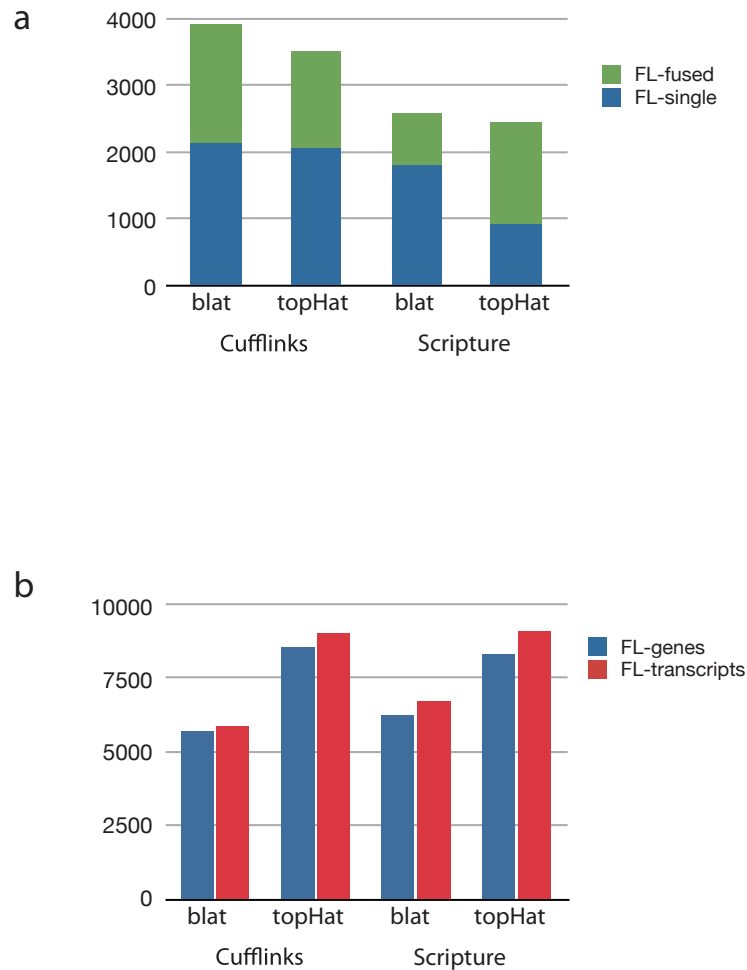 a
4000
3000
2000
1000
0
FL-fused
FL-single
blat topHat blat topHat
Cufflinks Scripture
b
10000
7500
5000
2500
0
FL-genes
FL-transcripts
blat topHat blat topHat
Cufflinks Scripture